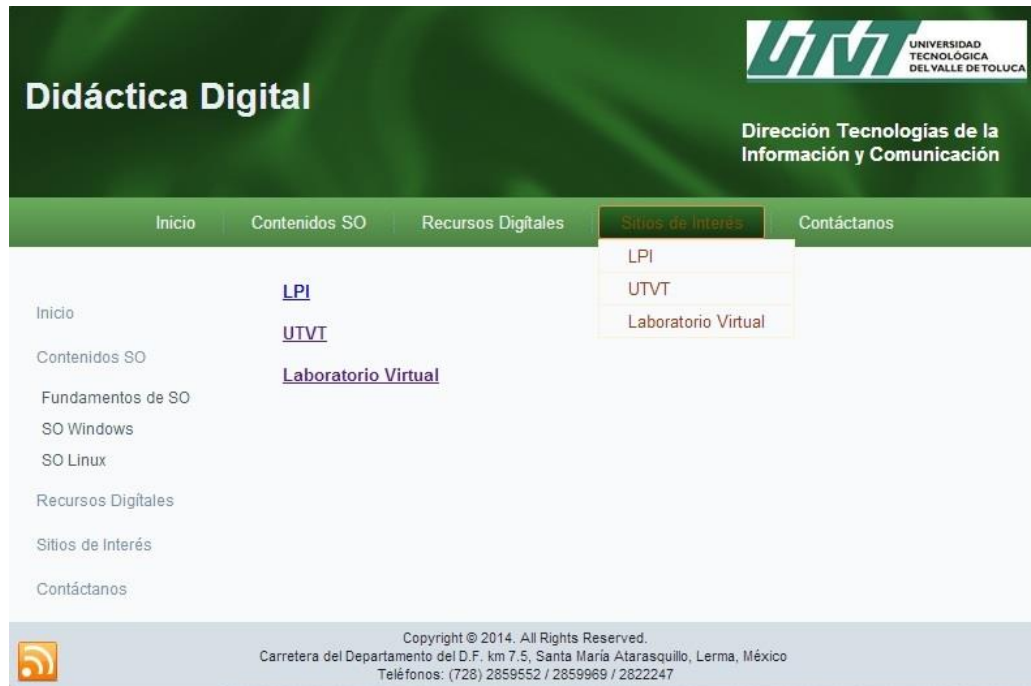 UTVT
UNIVERSIDAD
TECNOLÓGICA
DEL VALLE DE TOLUCA
Didáctica Digital
Dirección Tecnologías de la
Información y Comunicación
Inicio
Contenidos SO
Recursos Digítales
Sitios de Interés
Contáctanos
LPI
UTVT
Laboratorio Virtual
Inicio
Contenidos SO
Fundamentos de SO
SO Windows
SO Linux
Recursos Digítales
Sitios de Interés
Contáctanos
LPI
UTVT
Laboratorio Virtual
Copyright © 2014. All Rights Reserved.
Carretera del Departamento del D.F. km 7.5, Santa María Atarasquillo, Lerma, México
Teléfonos: (728) 2859552 / 2859969 / 2822247